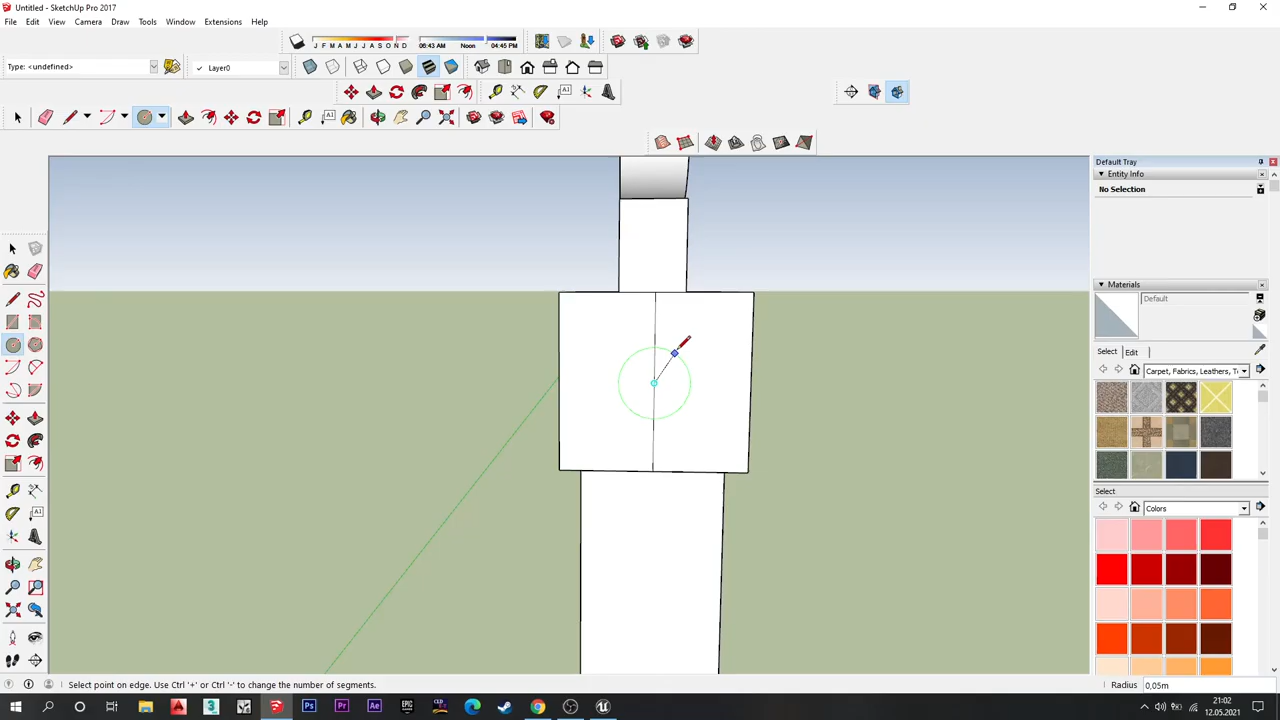 Untitled - SketchUp Pro 2017
File Edit View Camera Draw Tools Window Extensions Help
J F M A M J J A S O N D 06:43 AM Noon 04:45 PM
Type: <undefined> Layer0
Default Tray
Entity Info
No Selection
Materials
Default
Select Edit
Carpet, Fabrics, Leathers, T
Select
Colors
Select point on edge. Use Ctrl '+' or Ctrl '-' to change the number of segments. Radius 0,05m
21:02
12.05.2021